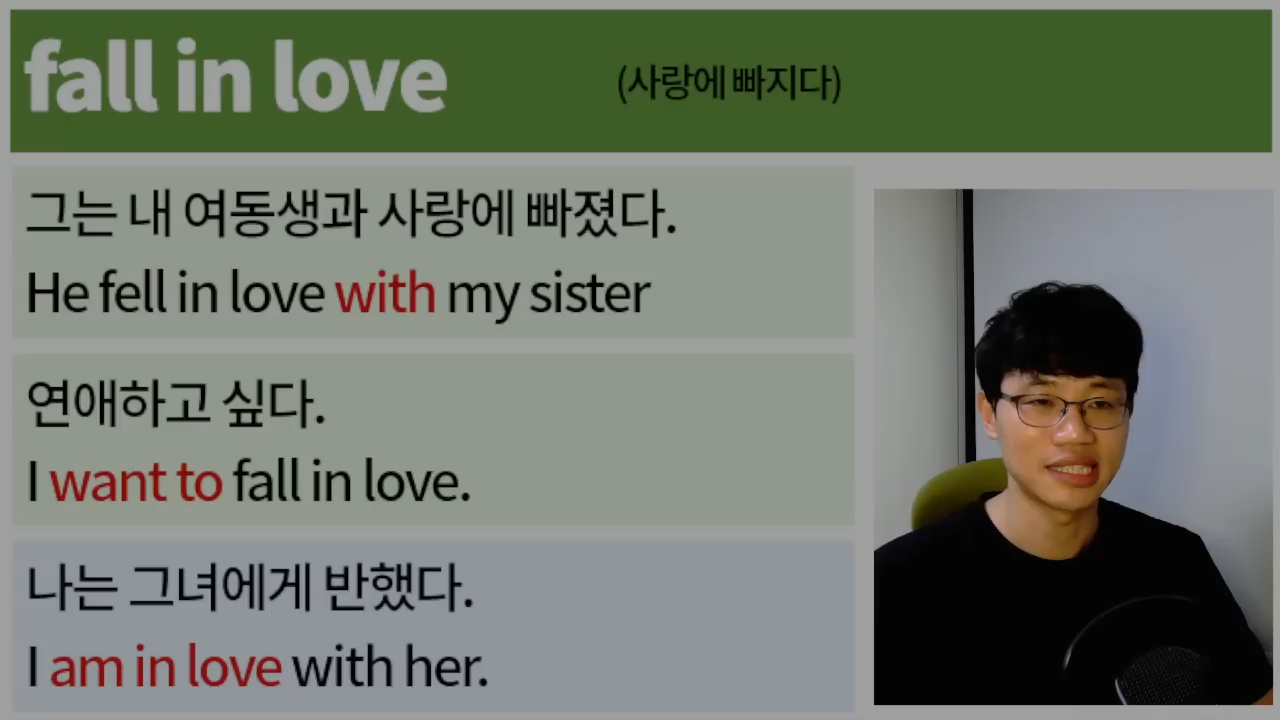 fall in love (사랑에 빠지다)
그는 내 여동생과 사랑에 빠졌다.
He fell in love with my sister
연애하고 싶다.
I want to fall in love.
나는 그녀에게 반했다.
I am in love with her.